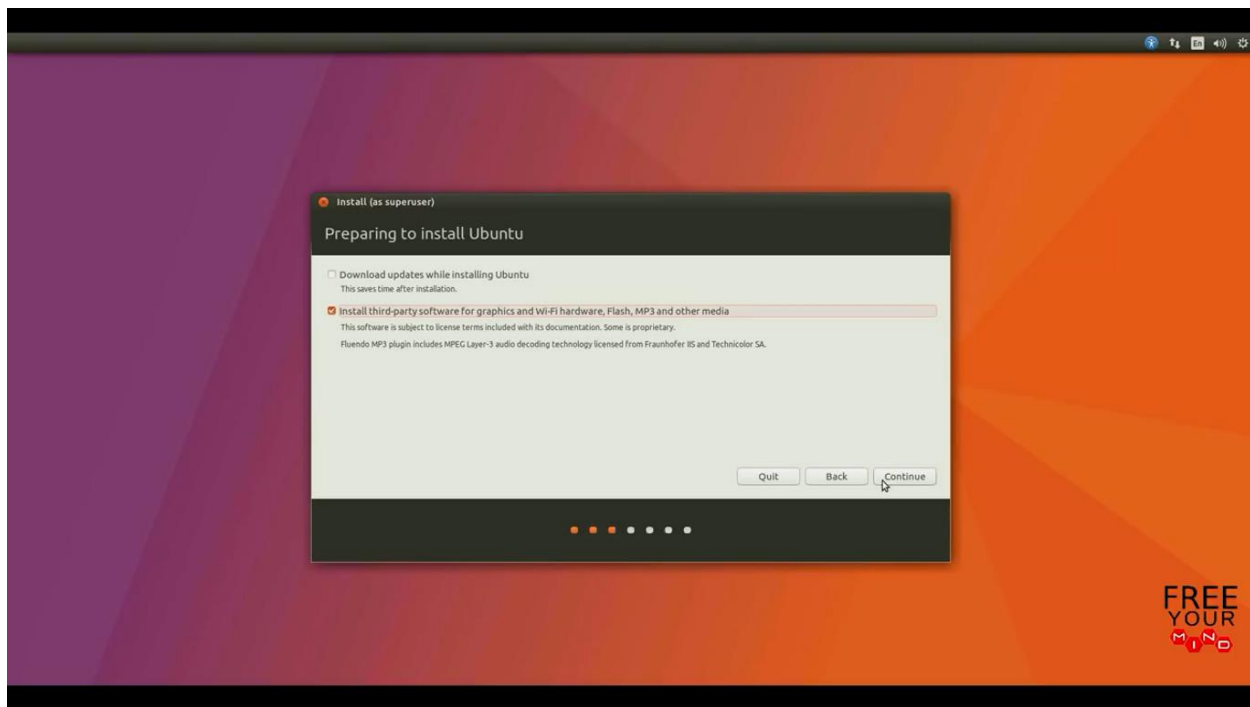 En
Install (as superuser)
Preparing to install Ubuntu
Download updates while installing Ubuntu
This saves time after installation.
Install third-party software for graphics and Wi-Fi hardware, Flash, MP3 and other media
This software is subject to license terms included with its documentation. Some is proprietary.
Fluendo MP3 plugin includes MPEG Layer-3 audio decoding technology licensed from Fraunhofer IIS and Technicolor SA.
Quit Back Continue
FREE
YOUR
MIND